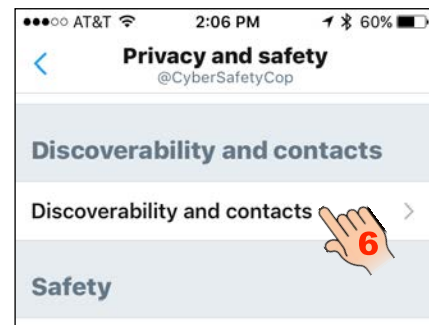 ●●●○○ AT&T 2:06 PM 60%
Privacy and safety
@CyberSafetyCop
Discoverability and contacts
Discoverability and contacts
6
Safety